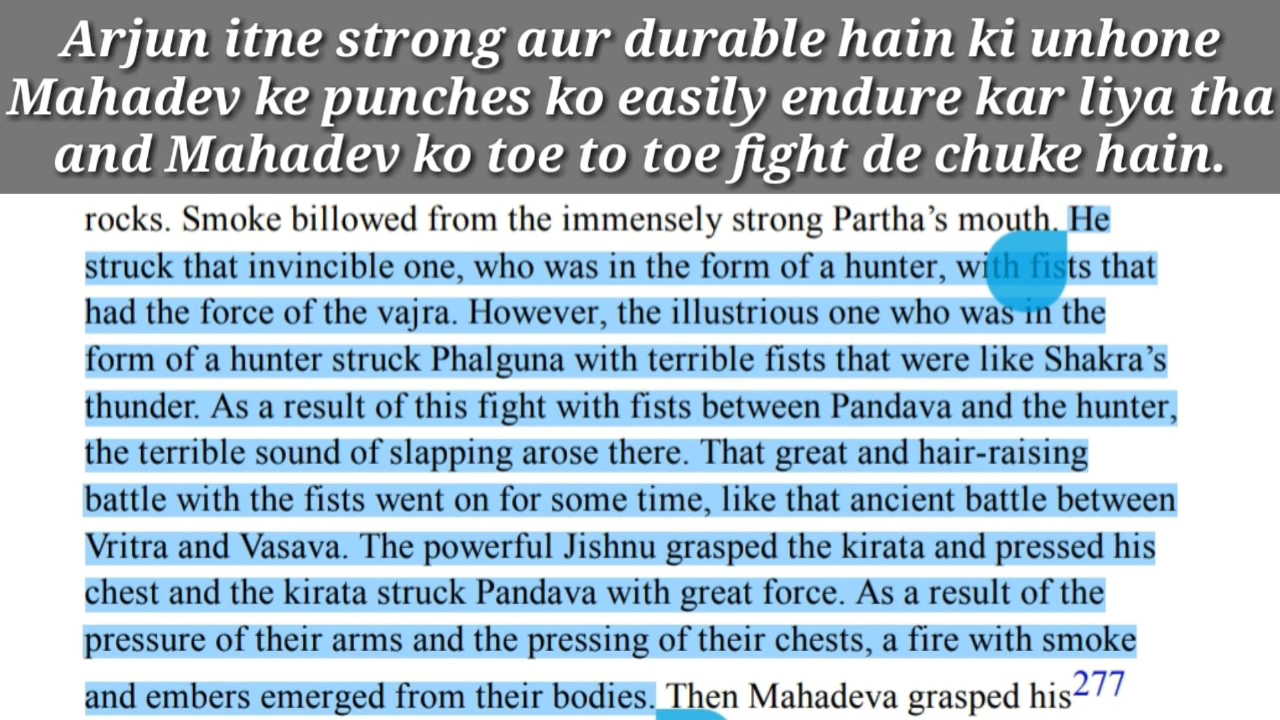 Arjun itne strong aur durable hain ki unhone
Mahadev ke punches ko easily endure kar liya tha
and Mahadev ko toe to toe fight de chuke hain.
rocks. Smoke billowed from the immensely strong Partha’s mouth. He
struck that invincible one, who was in the form of a hunter, with fists that
had the force of the vajra. However, the illustrious one who was in the
form of a hunter struck Phalguna with terrible fists that were like Shakra’s
thunder. As a result of this fight with fists between Pandava and the hunter,
the terrible sound of slapping arose there. That great and hair-raising
battle with the fists went on for some time, like that ancient battle between
Vritra and Vasava. The powerful Jishnu grasped the kirata and pressed his
chest and the kirata struck Pandava with great force. As a result of the
pressure of their arms and the pressing of their chests, a fire with smoke
and embers emerged from their bodies. Then Mahadeva grasped his277